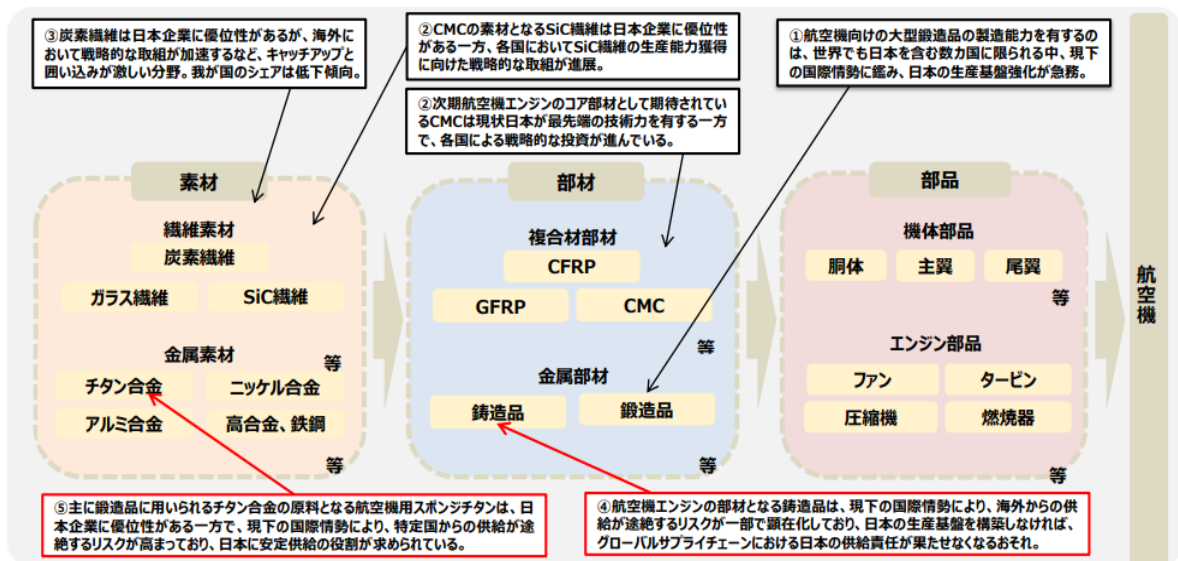 ③炭素繊維は日本企業に優位性があるが、海外に
おいて戦略的な取組が加速するなど、キャッチアップと
囲い込みが激しい分野。我が国のシェアは低下傾向。
②CMCの素材となるSiC繊維は日本企業に優位性
がある一方、各国においてSiC繊維の生産能力獲得
に向けた戦略的な取組が進展。
①航空機向けの大型鍛造品の製造能力を有するの
は、世界でも日本を含む数カ国に限られる中、現下
の国際情勢に鑑み、日本の生産基盤強化が急務。
②次期航空機エンジンのコア部材として期待されてい
るCMCは現状日本が最先端の技術力を有する一方
で、各国による戦略的な投資が進んでいる。
素材
繊維素材
炭素繊維
ガラス繊維
SiC繊維
等
金属素材
チタン合金
ニッケル合金
アルミ合金
高合金、鉄鋼
等
部材
複合材部材
CFRP
GFRP
CMC
等
金属部材
鋳造品
鍛造品
等
部品
機体部品
胴体
主翼
尾翼
等
エンジン部品
ファン
タービン
圧縮機
燃焼器
等
航空機
⑤主に鍛造品に用いられるチタン合金の原料となる航空機用スポンジチタンは、日
本企業に優位性がある一方で、現下の国際情勢により、特定国からの供給が途
絶するリスクが高まっており、日本に安定供給の役割が求められている。
④航空機エンジンの部材となる鋳造品は、現下の国際情勢により、海外からの供
給が途絶するリスクが一部で顕在化しており、日本の生産基盤を構築しなければ、
グローバルサプライチェーンにおける日本の供給責任が果たせなくなるおそれ。